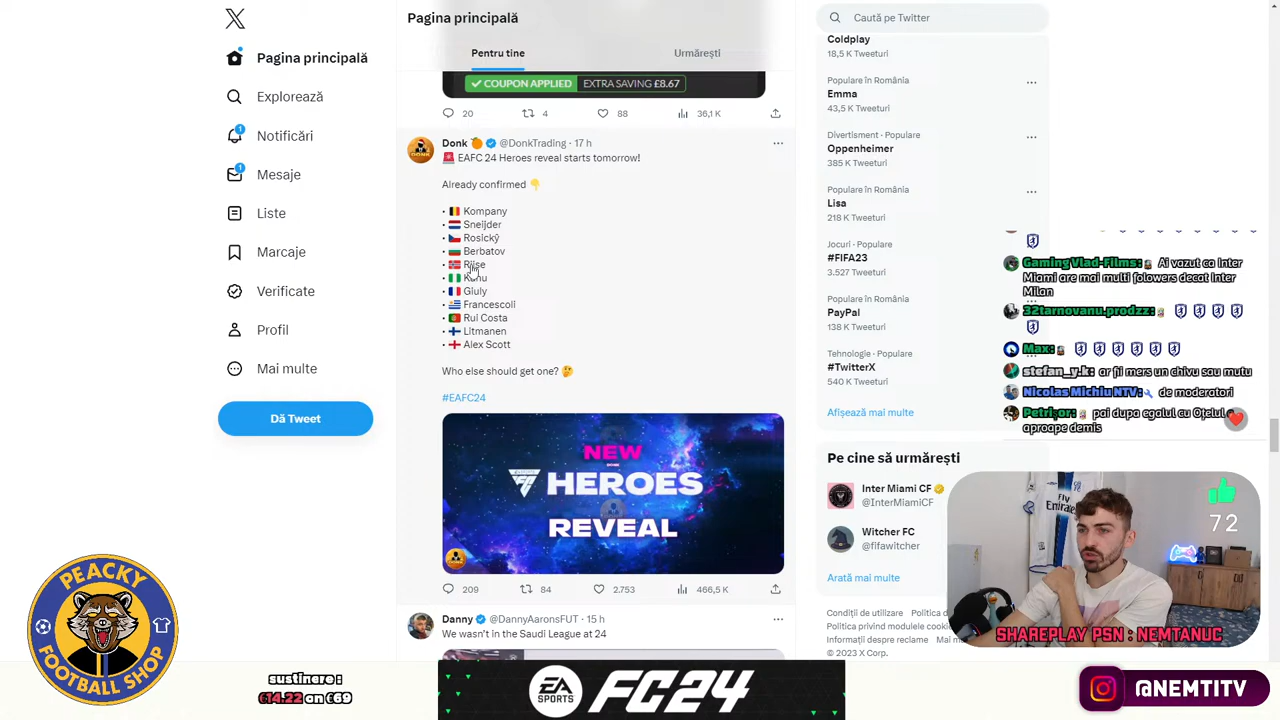 Pagina principală
Explorează
Notificări
1
Mesaje
1
Liste
Marcaje
Verificate
Profil
Mai multe
Dă Tweet
PEACKY
FOOTBALL SHOP
sustinere :
€14.22 on €69
Pagina principală
Pentru tine
Urmărești
COUPON APPLIED
EXTRA SAVING £8.67
20
4
88
36,1 K
Donk @DonkTrading · 17 h
EAFC 24 Heroes reveal starts tomorrow!
Already confirmed
• Kompany
• Sneijder
• Rosický
• Berbatov
• Riise
• Kanu
• Giuly
• Francescoli
• Rui Costa
• Litmanen
• Alex Scott
Who else should get one?
#EAFC24
NEW
HEROES
REVEAL
DONK
209
84
2.753
466,5 K
Danny @DannyAaronsFUT · 15 h
We wasn't in the Saudi League at 24
EA
SPORTS
FC24
Caută pe Twitter
Coldplay
18,5 K Tweeturi
Populare în România
Emma
43,5 K Tweeturi
Divertisment · Populare
Oppenheimer
385 K Tweeturi
Populare în România
Lisa
218 K Tweeturi
Jocuri · Populare
#FIFA23
3.527 Tweeturi
Populare în România
PayPal
138 K Tweeturi
Tehnologie · Populare
#TwitterX
540 K Tweeturi
Afișează mai multe
Pe cine să urmărești
Inter Miami CF
@InterMiamiCF
Witcher FC
@fifawitcher
Arată mai multe
Condiții de utilizare
Politica d
Politica privind modulele cookie
Informații despre reclame
Mai m
© 2023 X Corp.
GamingVlad-Films: Ai vazut ca Inter
Miami are mai multi folowers decat Inter
Milan
32tarnovanu.prodzz:
Max:
stefan_y.k: ar fii mers un chivu sau mutu
Nicolas Michiu NTV: de moderatori
Petrișor: pai dupa egalul cu Oțelul e
aproape demis
72
Emirates
SHAREPLAY PSN : NEMTANUC
@NEMTITV